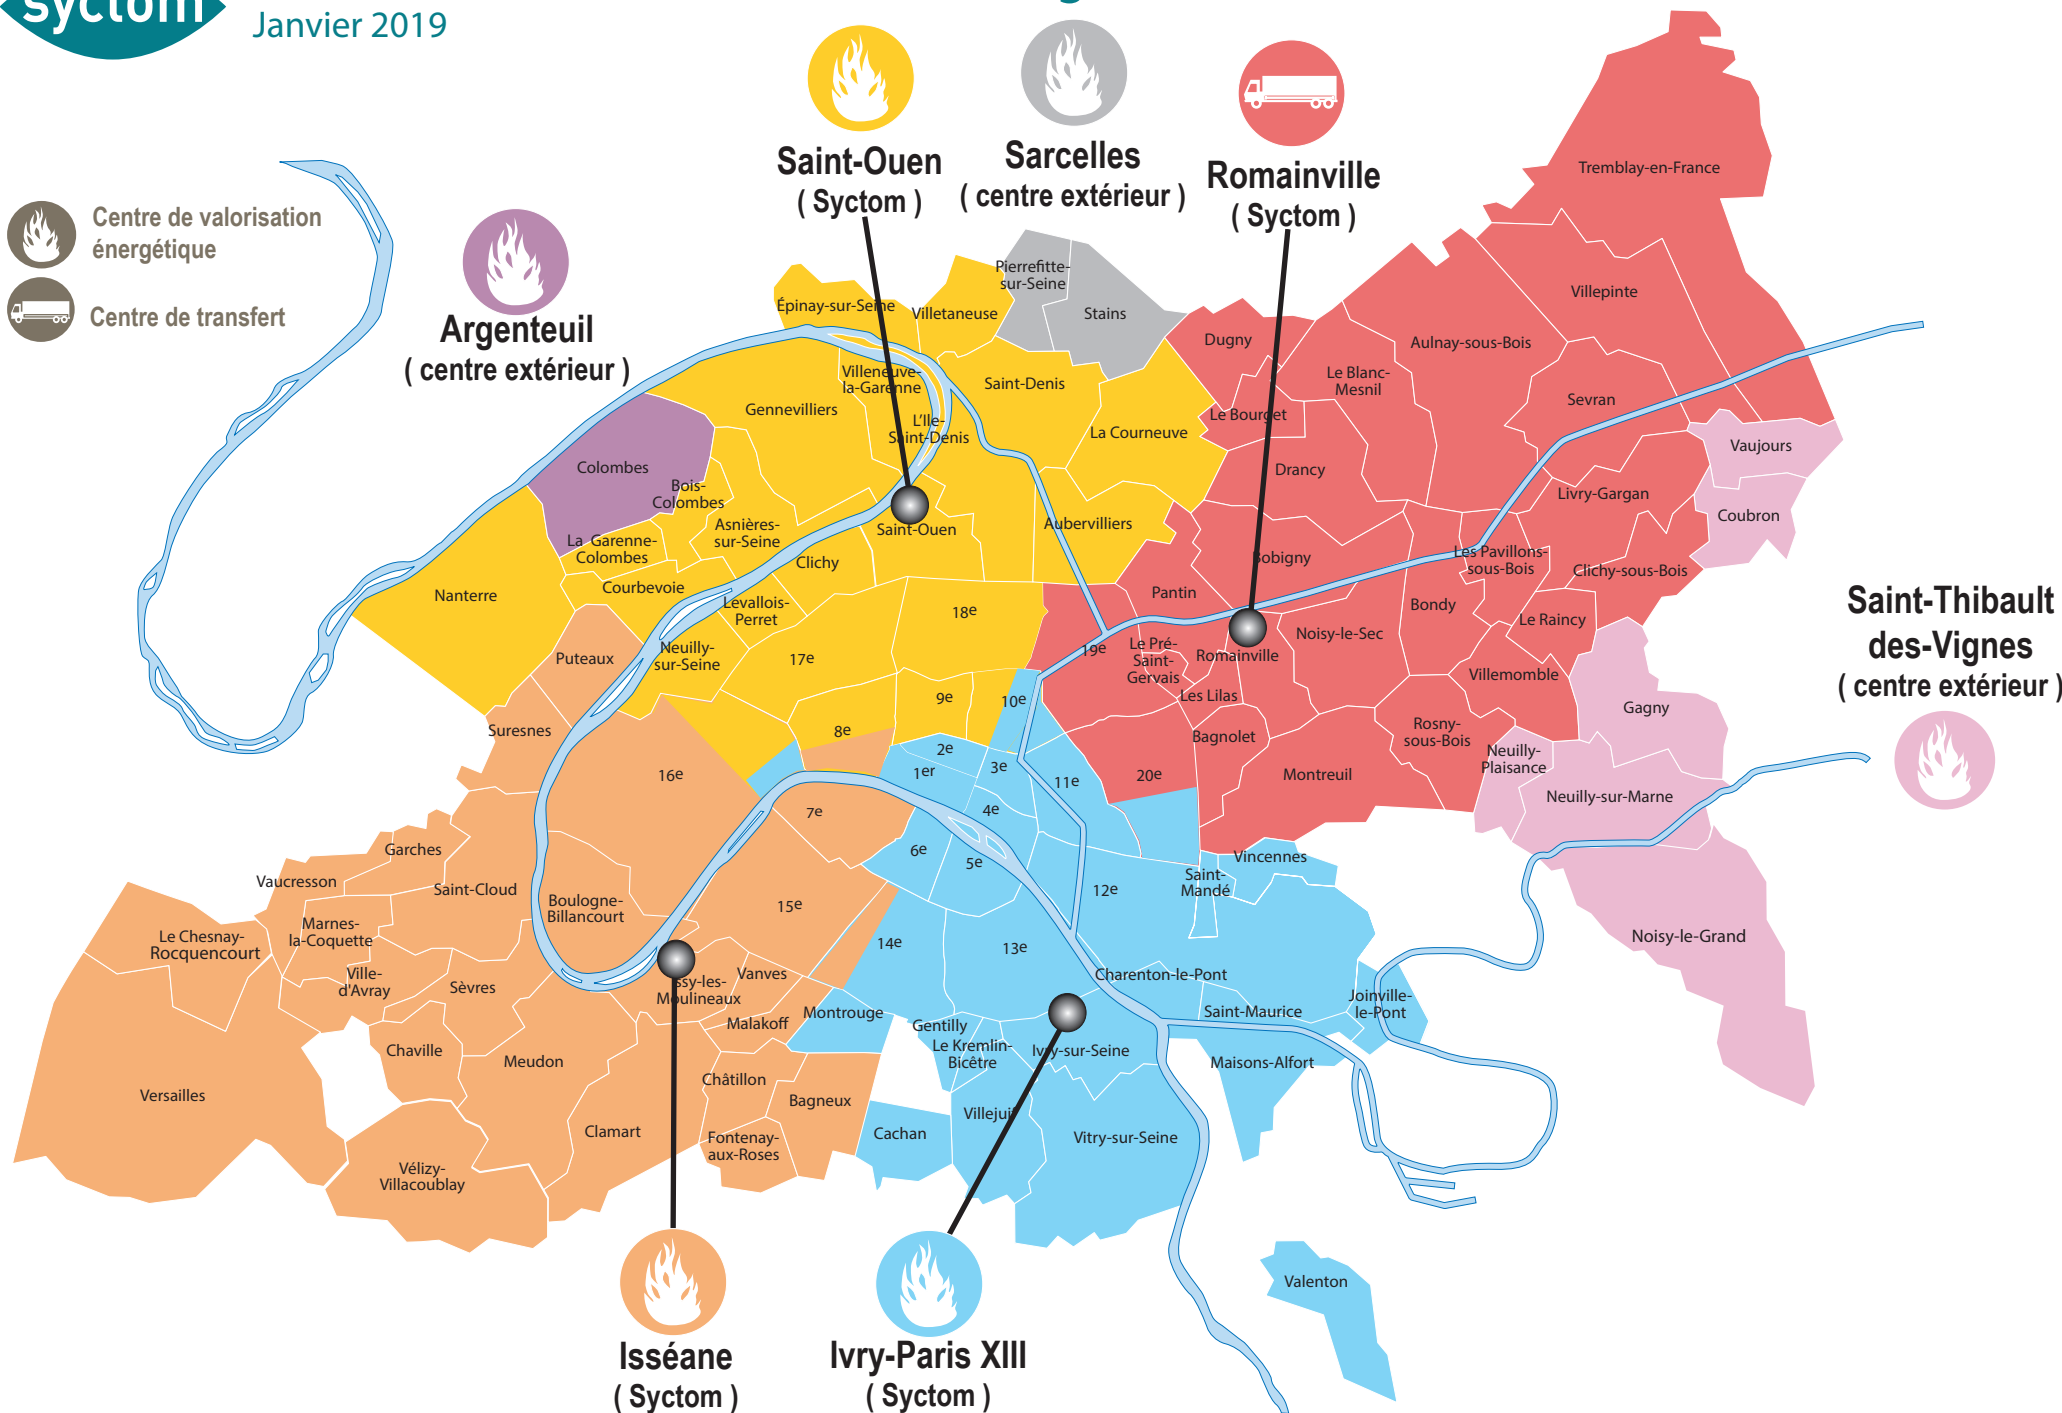 syctom
Janvier 2019
Centre de valorisation
énergétique
Centre de transfert
Argenteuil
( centre extérieur )
Saint-Ouen
( Syctom )
Sarcelles
( centre extérieur )
Romainville
( Syctom )
Saint-Thibault
des-Vignes
( centre extérieur )
Isséane
( Syctom )
Ivry-Paris XIII
( Syctom )
Tremblay-en-France
Villepinte
Pierrefitte-
sur-Seine
Stains
Épinay-sur-Seine
Villetaneuse
Dugny
Aulnay-sous-Bois
Le Blanc-
Mesnil
Villeneuve-
la-Garenne
Saint-Denis
Sevran
Gennevilliers
L'Ile-
Saint-Denis
La Courneuve
Le Bourget
Vaujours
Colombes
Drancy
Bois-
Colombes
Livry-Gargan
Coubron
Asnières-
sur-Seine
Saint-Ouen
Aubervilliers
La Garenne-
Colombes
Clichy
Bobigny
Les Pavillons-
sous-Bois
Clichy-sous-Bois
Nanterre
Courbevoie
Levallois-
Perret
18e
Pantin
Bondy
Le Raincy
Puteaux
Neuilly-
sur-Seine
17e
19e
Le Pré-
Saint-
Gervais
Romainville
Noisy-le-Sec
Villemomble
Les Lilas
Gagny
Suresnes
8e
9e
10e
Bagnolet
Rosny-
sous-Bois
Neuilly-
Plaisance
2e
1er
3e
11e
20e
Montreuil
16e
7e
4e
Neuilly-sur-Marne
Garches
6e
5e
Vincennes
Vaucresson
Saint-Cloud
12e
Saint-
Mandé
Boulogne-
Billancourt
15e
Marnes-
la-Coquette
Le Chesnay-
Rocquencourt
14e
13e
Noisy-le-Grand
Ville-
d'Avray
Sèvres
Issy-les-
Moulineaux
Vanves
Charenton-le-Pont
Joinville-
le-Pont
Montrouge
Saint-Maurice
Malakoff
Gentilly
Le Kremlin-
Bicêtre
Ivry-sur-Seine
Chaville
Meudon
Maisons-Alfort
Versailles
Châtillon
Bagneux
Villejuif
Clamart
Cachan
Vitry-sur-Seine
Fontenay-
aux-Roses
Vélizy-
Villacoublay
Valenton